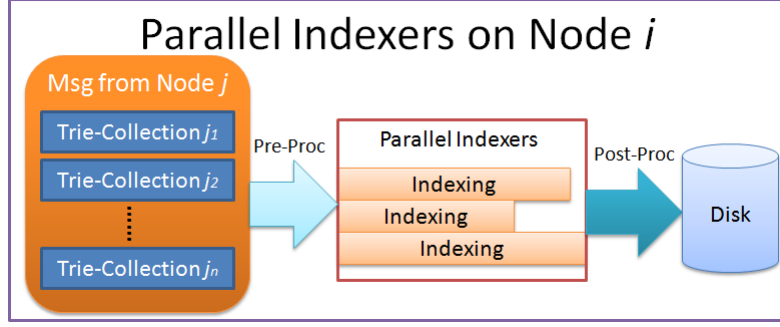 Parallel Indexers on Node i
Msg from Node j
Trie-Collection j1
Trie-Collection j2
Trie-Collection jn
Pre-Proc
Parallel Indexers
Indexing
Indexing
Indexing
Post-Proc
Disk